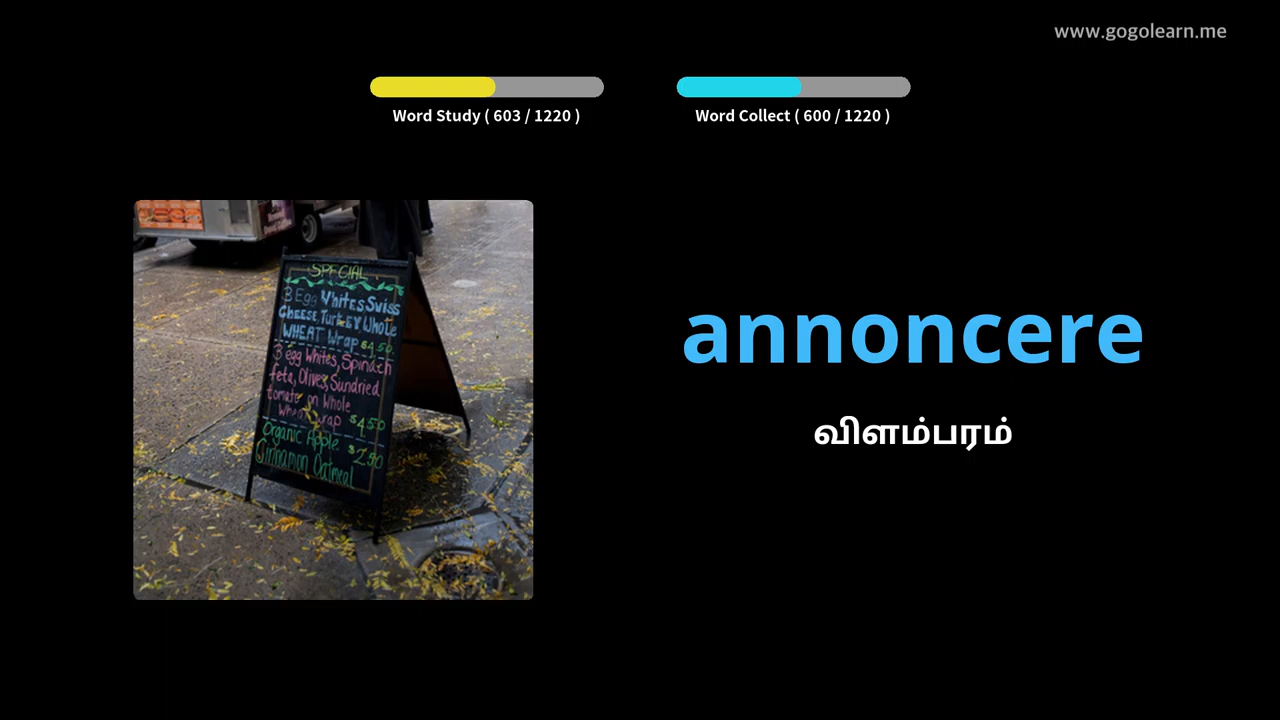 www.gogolearn.me
Word Study ( 603 / 1220 )
Word Collect ( 600 / 1220 )
SPECIAL
3 Egg Whites, Swiss
Cheese, Turkey Whole
WHEAT Wrap $4.50
3 egg Whites, Spinach
feta, Olives, Sundried
tomato on Whole
Wheat Wrap $4.50
Organic Apple
Cinnamon Oatmeal $2.50
annoncere
விளம்பரம்